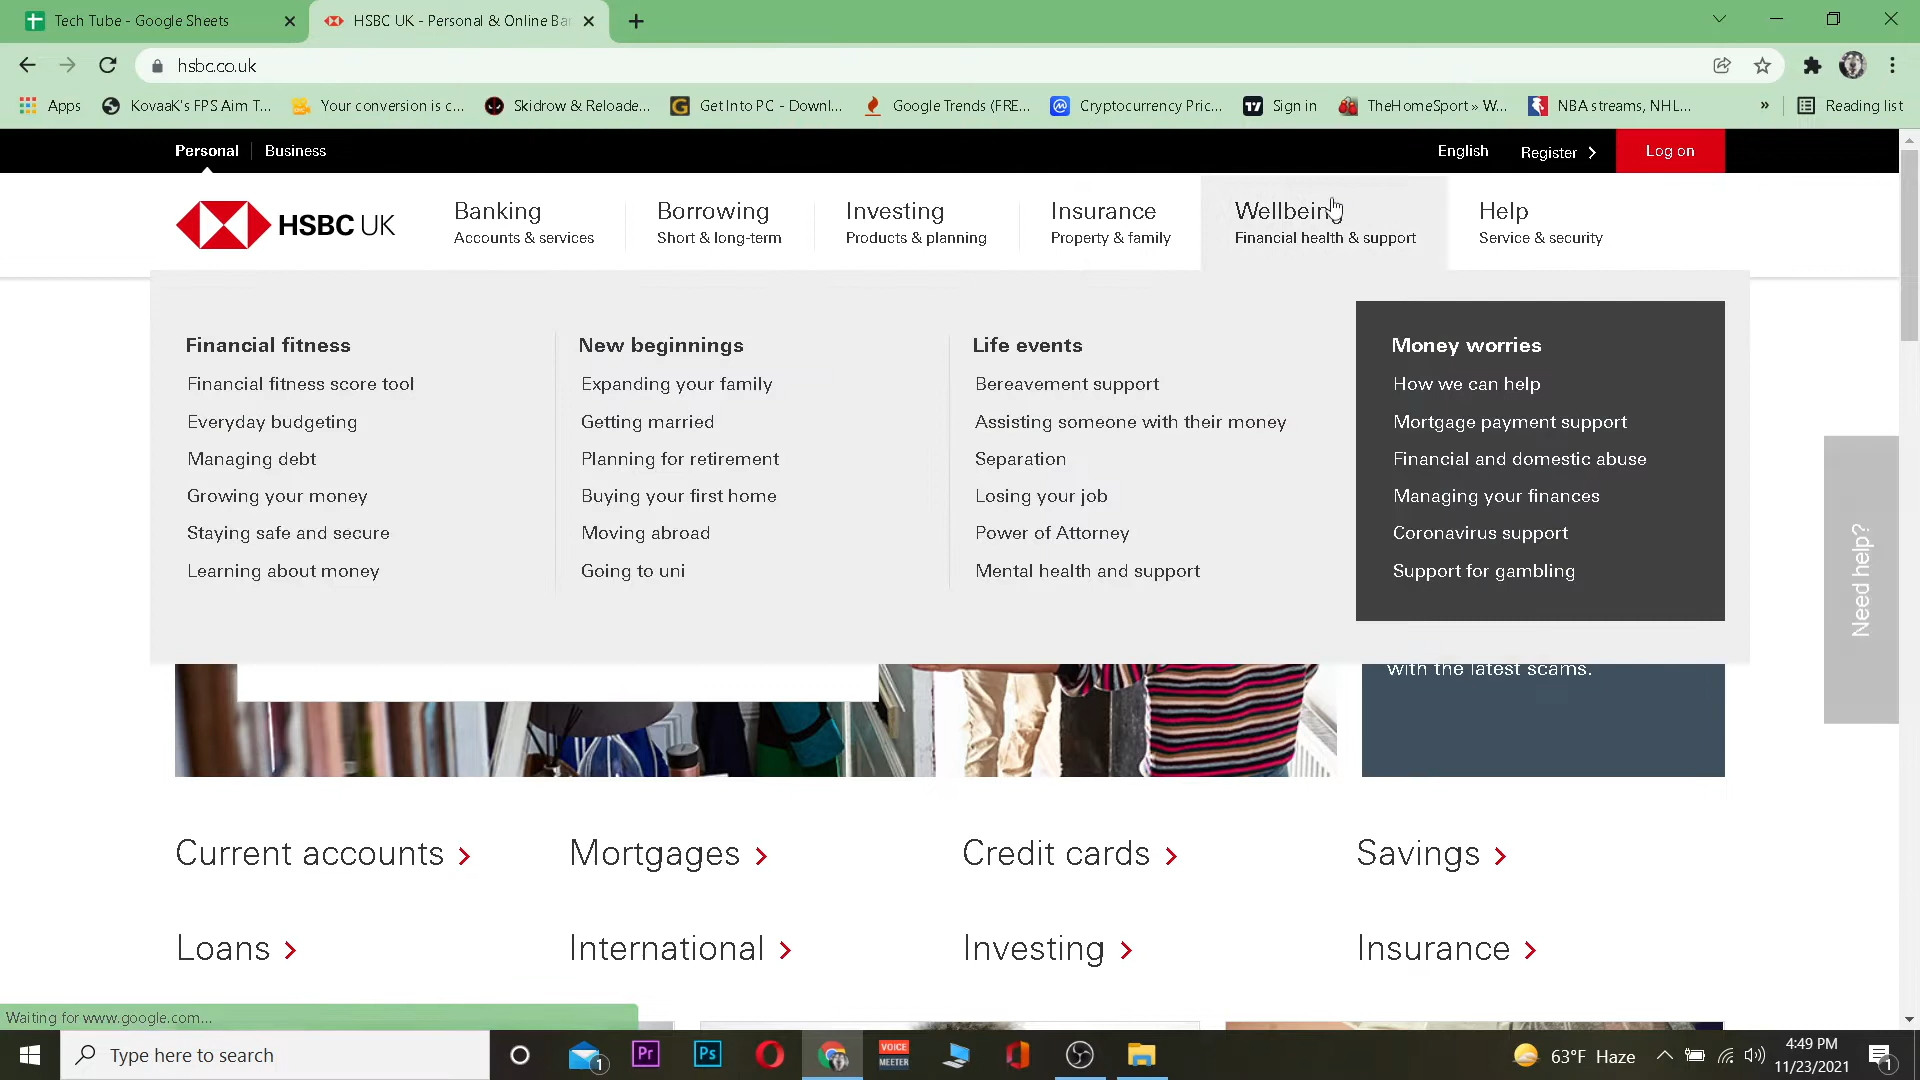 Tech Tube - Google Sheets
HSBC UK - Personal & Online Ba
hsbc.co.uk
Apps
KovaaK's FPS Aim T...
Your conversion is c...
Skidrow & Reloade...
Get Into PC - Downl...
Google Trends (FRE...
Cryptocurrency Pric...
Sign in
TheHomeSport » W...
NBA streams, NHL...
»
Reading list
Personal
Business
English
Register
Log on
HSBC UK
Banking
Accounts & services
Borrowing
Short & long-term
Investing
Products & planning
Insurance
Property & family
Wellbeing
Financial health & support
Help
Service & security
Financial fitness
Financial fitness score tool
Everyday budgeting
Managing debt
Growing your money
Staying safe and secure
Learning about money
New beginnings
Expanding your family
Getting married
Planning for retirement
Buying your first home
Moving abroad
Going to uni
Life events
Bereavement support
Assisting someone with their money
Separation
Losing your job
Power of Attorney
Mental health and support
Money worries
How we can help
Mortgage payment support
Financial and domestic abuse
Managing your finances
Coronavirus support
Support for gambling
with the latest scams.
Need help?
Current accounts
Mortgages
Credit cards
Savings
Loans
International
Investing
Insurance
Waiting for www.google.com...
Type here to search
1
Pr
Ps
VOICE
MEETER
63°F Haze
4:49 PM
11/23/2021
1